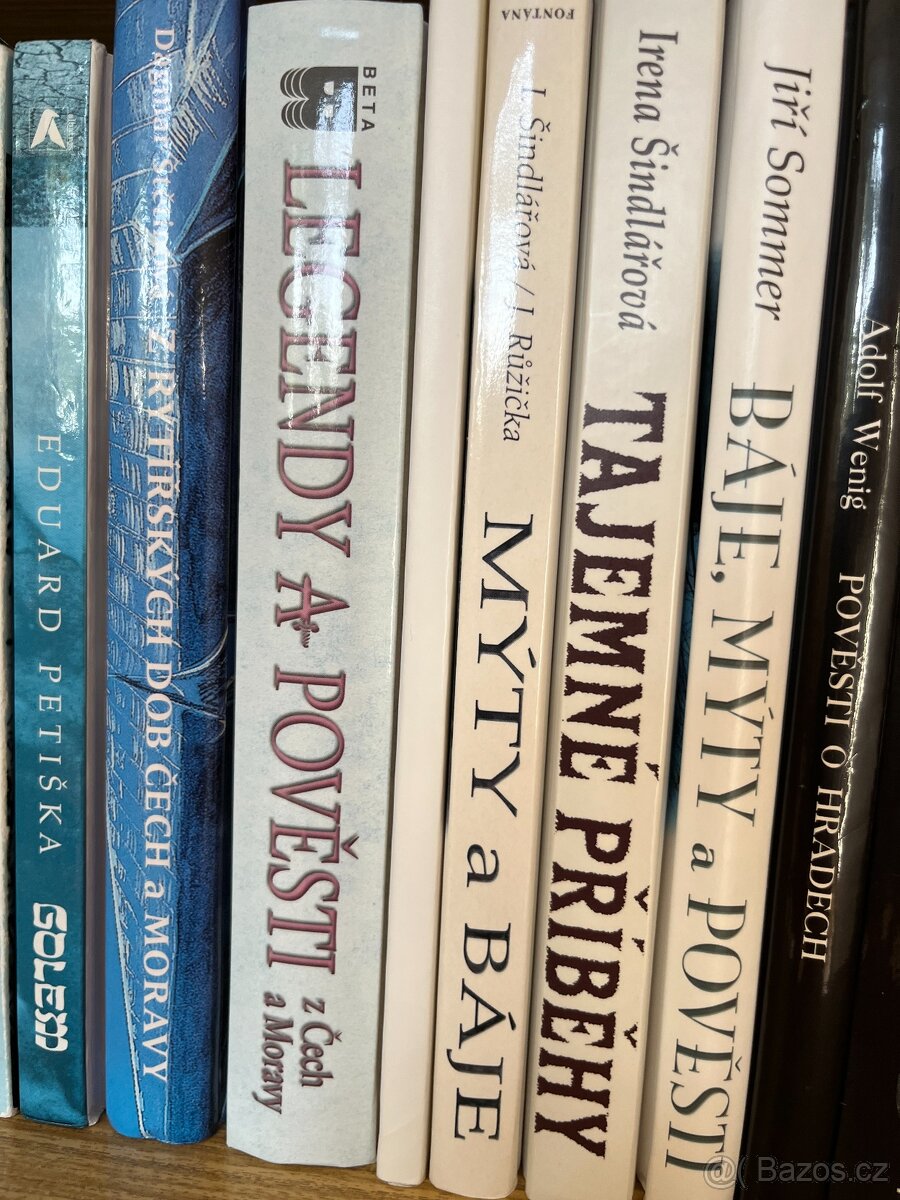 EDUARD PETIŠKA
GOLEM
Z RYTÍŘSKÝCH DOB ČECH a MORAVY
BETA
LEGENDY A POVĚSTI
z Čech
a Moravy
FONTÁNA
I. Šindlářová / J. Růžička
MÝTY a BÁJE
Irena Šindlářová
TAJEMNÉ PŘÍBĚHY
Jiří Sommer
BÁJE, MÝTY a POVĚSTI
Adolf Wenig
POVĚSTI O HRADECH
@ Bazos.cz